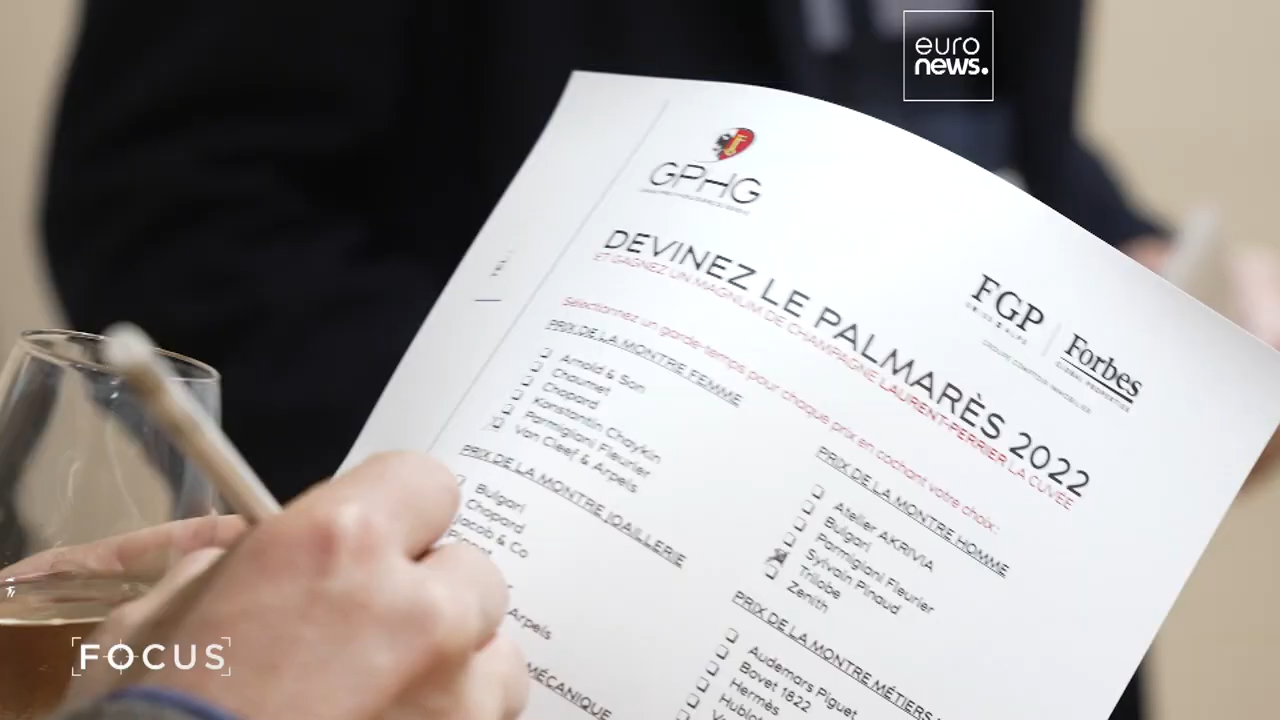 euro
news.
GPHG
DEVINEZ LE PALMARÈS 2022
ET GAGNEZ UN MAGNUM DE CHAMPAGNE LAURENT-PERRIER LA CUVÉE
FGP
Forbes
GLOBAL PROPERTIES
GROUPE COMPTOIR IMMOBILIER
Sélectionnez un garde-temps pour chaque prix en cochant votre choix:
PRIX DE LA MONTRE FEMME
Arnold & Son
Chaumet
Chopard
Konstantin Chaykin
Parmigiani Fleurier
Van Cleef & Arpels
PRIX DE LA MONTRE JOAILLERIE
Bulgari
Chopard
Jacob & Co
Arpels
MÉCANIQUE
PRIX DE LA MONTRE HOMME
Atelier AKRIVIA
Bulgari
Parmigiani Fleurier
Sylvain Pinaud
Trilobe
Zenith
PRIX DE LA MONTRE MÉTIERS
Audemars Piguet
Bovet 1822
Hermès
Hublot
FOCUS